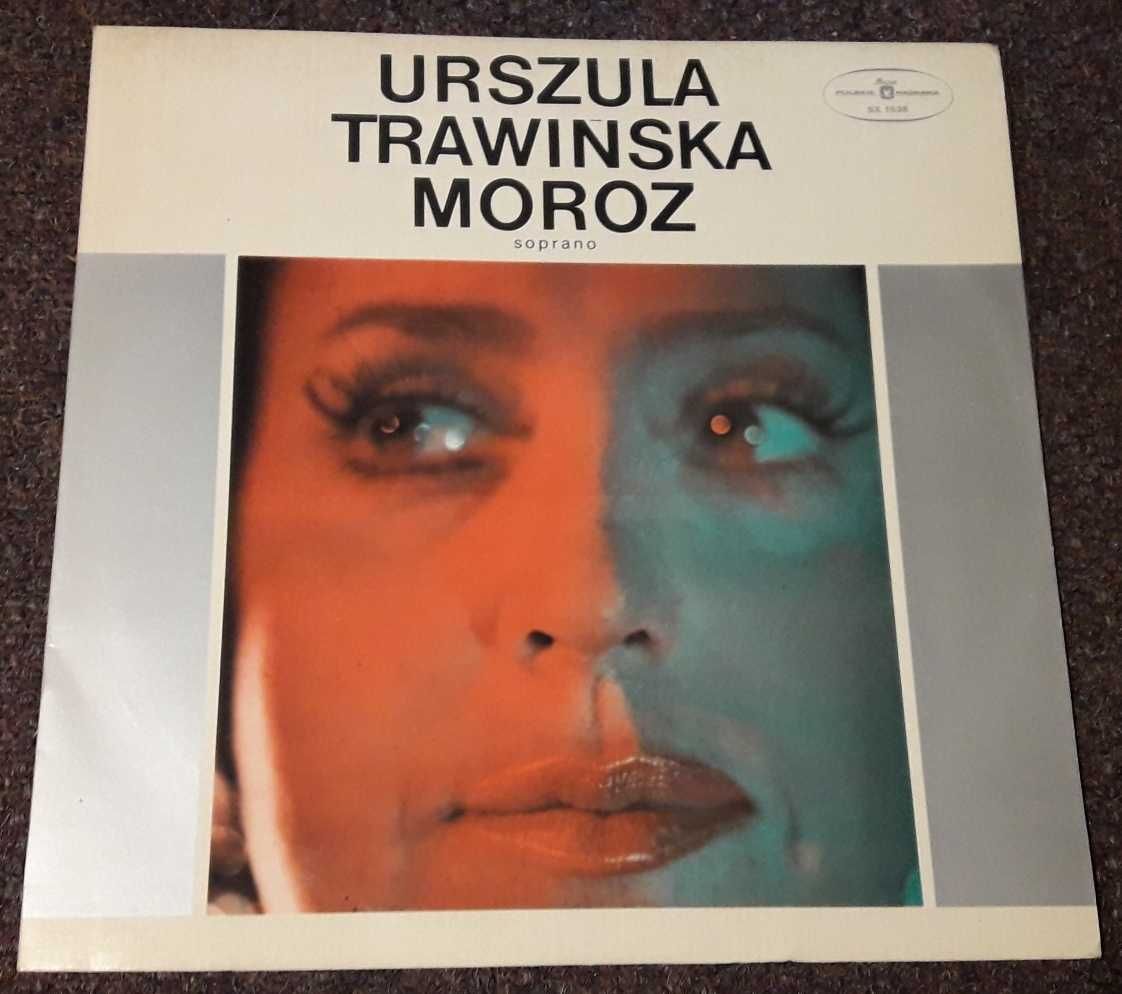 URSZULA
TRAWIŃSKA
MOROZ
soprano
POLSKIE NAGRANIA
SX 1538